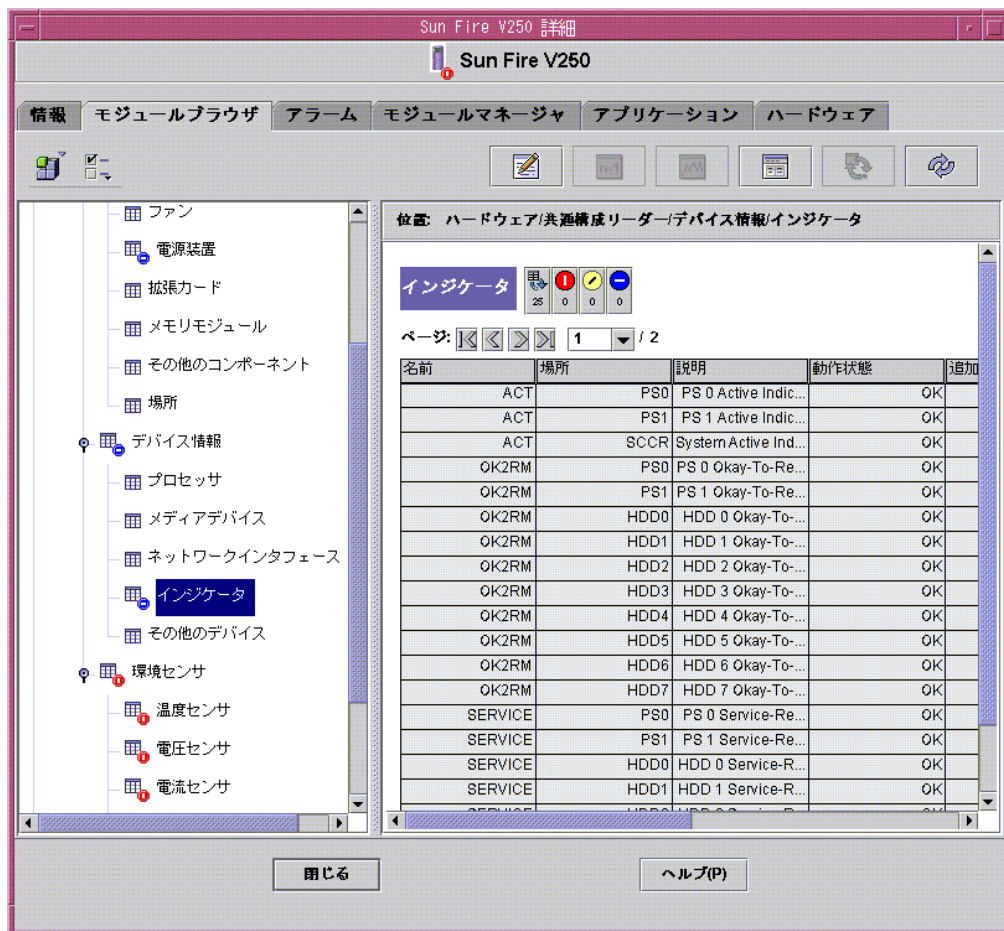 Sun Fire V250 詳細
Sun Fire V250
情報 モジュールブラウザ アラーム モジュールマネージャ アプリケーション ハードウェア
ファン
電源装置
拡張カード
メモリモジュール
その他のコンポーネント
場所
デバイス情報
プロセッサ
メディアデバイス
ネットワークインタフェース
インジケータ
その他のデバイス
環境センサ
温度センサ
電圧センサ
電流センサ
位置: ハードウェア/共通構成リーダー/デバイス情報/インジケータ
インジケータ 25 0 0 0
ページ: 1 / 2
名前 場所 説明 動作状態 追加
ACT PS0 PS 0 Active Indic... OK
ACT PS1 PS 1 Active Indic... OK
ACT SCCR System Active Ind... OK
OK2RM PS0 PS 0 Okay-To-Re... OK
OK2RM PS1 PS 1 Okay-To-Re... OK
OK2RM HDD0 HDD 0 Okay-To-... OK
OK2RM HDD1 HDD 1 Okay-To-... OK
OK2RM HDD2 HDD 2 Okay-To-... OK
OK2RM HDD3 HDD 3 Okay-To-... OK
OK2RM HDD4 HDD 4 Okay-To-... OK
OK2RM HDD5 HDD 5 Okay-To-... OK
OK2RM HDD6 HDD 6 Okay-To-... OK
OK2RM HDD7 HDD 7 Okay-To-... OK
SERVICE PS0 PS 0 Service-Re... OK
SERVICE PS1 PS 1 Service-Re... OK
SERVICE HDD0 HDD 0 Service-R... OK
SERVICE HDD1 HDD 1 Service-R... OK
閉じる ヘルプ(P)